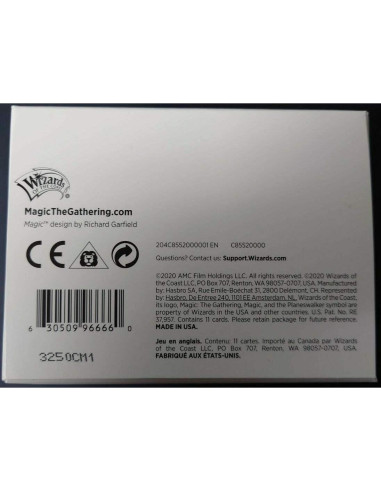 Wizards
OF THE COAST
MagicTheGathering.com
Magic™ design by Richard Garfield
204C8552000001 EN C85520000
Questions? Contact us: Support.Wizards.com
©2020 AMC Film Holdings LLC. All rights reserved. ©2020 Wizards of
the Coast LLC, PO Box 707, Renton, WA 98057-0707, USA.
Manufactured by: Hasbro SA, Rue Emile-Boéchat 31, 2800 Delémont, CH. Represented
by: Hasbro, De Entree 240, 1101 EE Amsterdam, NL. Wizards of the Coast,
its logo, Magic: The Gathering, Magic, and the Planeswalker symbol are
property of Wizards in the USA and other countries. U.S. Pat. No. RE
37,957. Contains 11 cards. Please retain package for future reference.
MADE IN USA.
Jeu en anglais. Contenu: 11 cartes. Importé au Canada par Wizards
of the Coast LLC, PO Box 707, Renton, WA 98057-0707, USA.
FABRIQUÉ AUX ÉTATS-UNIS.
CE
6 30509 96666 0
3250CM1